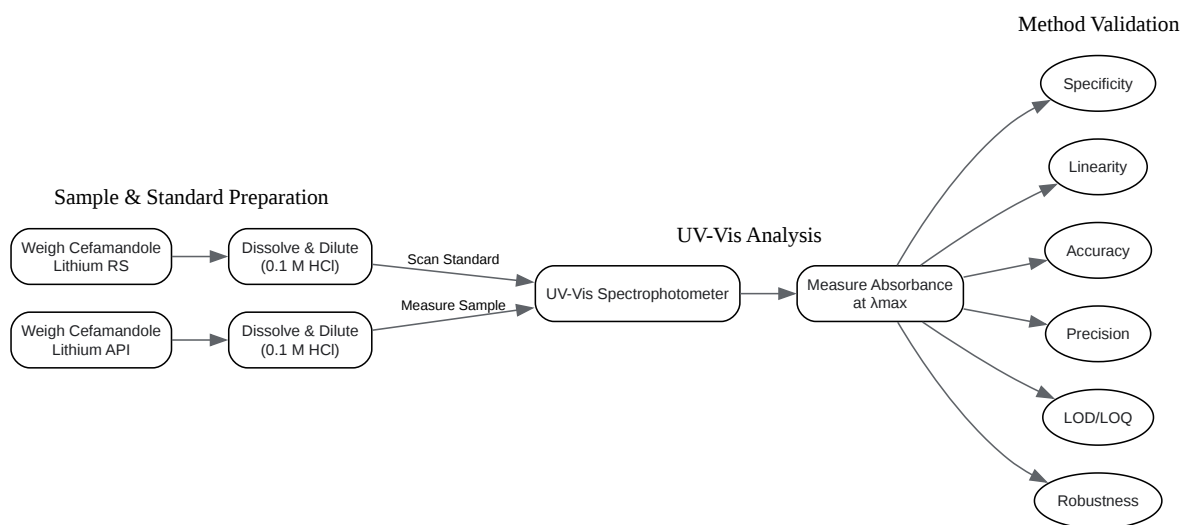 Method Validation
Specificity
Linearity
Sample & Standard Preparation
UV-Vis Analysis
Weigh Cefamandole
Lithium RS
Dissolve & Dilute
(0.1 M HCl)
Scan Standard
Accuracy
UV-Vis Spectrophotometer
Measure Absorbance
at λmax
Measure Sample
Weigh Cefamandole
Lithium API
Dissolve & Dilute
(0.1 M HCl)
Precision
LOD/LOQ
Robustness